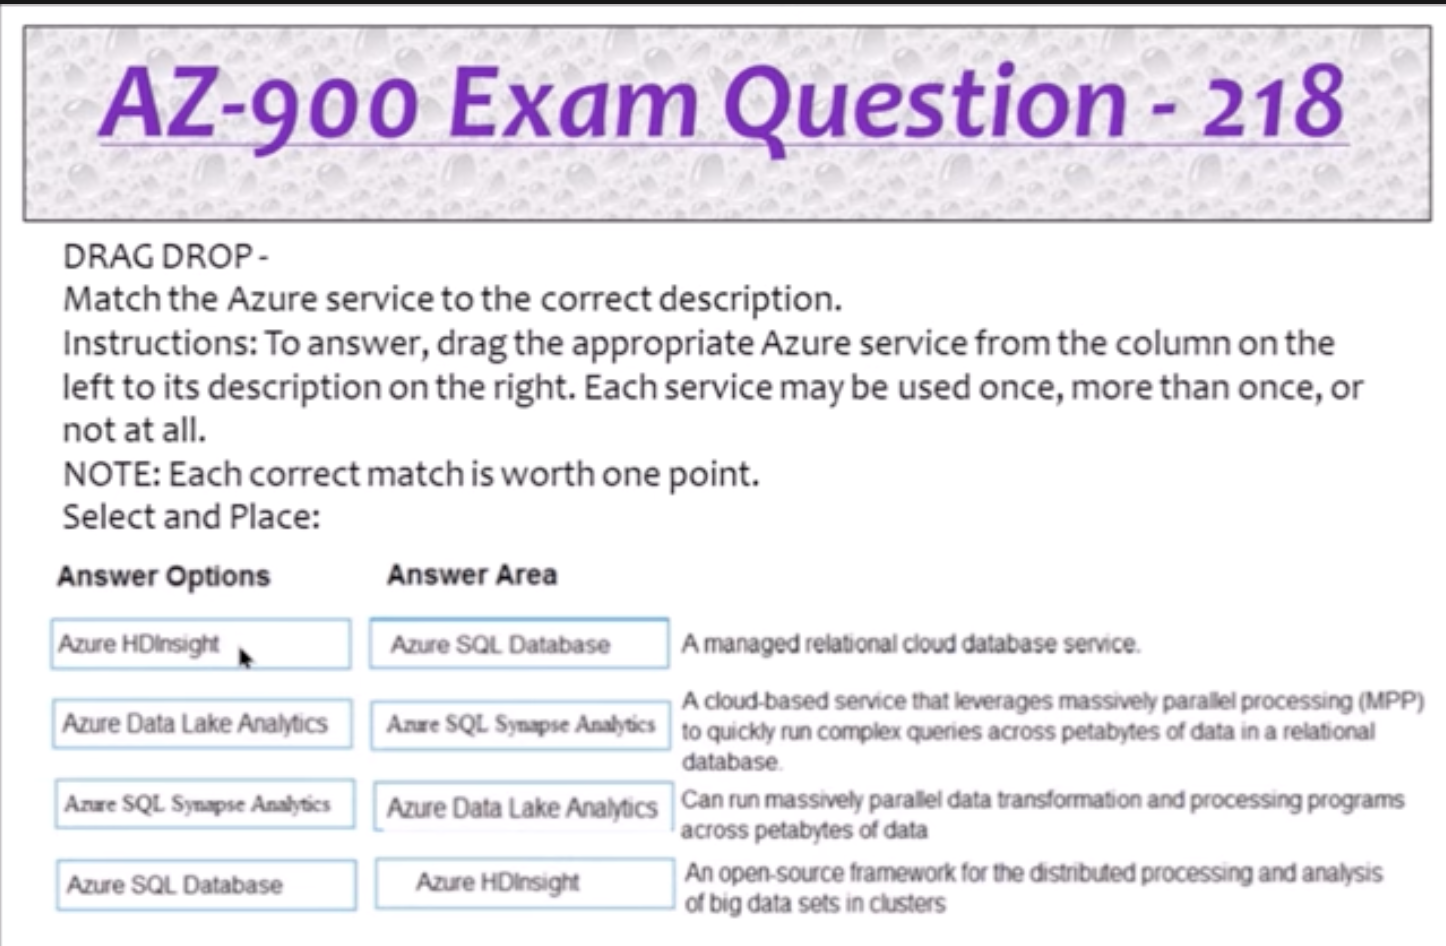 AZ-900 Exam Question - 218
DRAG DROP -
Match the Azure service to the correct description.
Instructions: To answer, drag the appropriate Azure service from the column on the
left to its description on the right. Each service may be used once, more than once, or
not at all.
NOTE: Each correct match is worth one point.
Select and Place:
Answer Options Answer Area
Azure HDInsight Azure SQL Database A managed relational cloud database service.
Azure Data Lake Analytics Azure SQL Synapse Analytics A cloud-based service that leverages massively parallel processing (MPP)
to quickly run complex queries across petabytes of data in a relational
database.
Azure SQL Synapse Analytics Azure Data Lake Analytics Can run massively parallel data transformation and processing programs
across petabytes of data
Azure SQL Database Azure HDInsight An open-source framework for the distributed processing and analysis
of big data sets in clusters